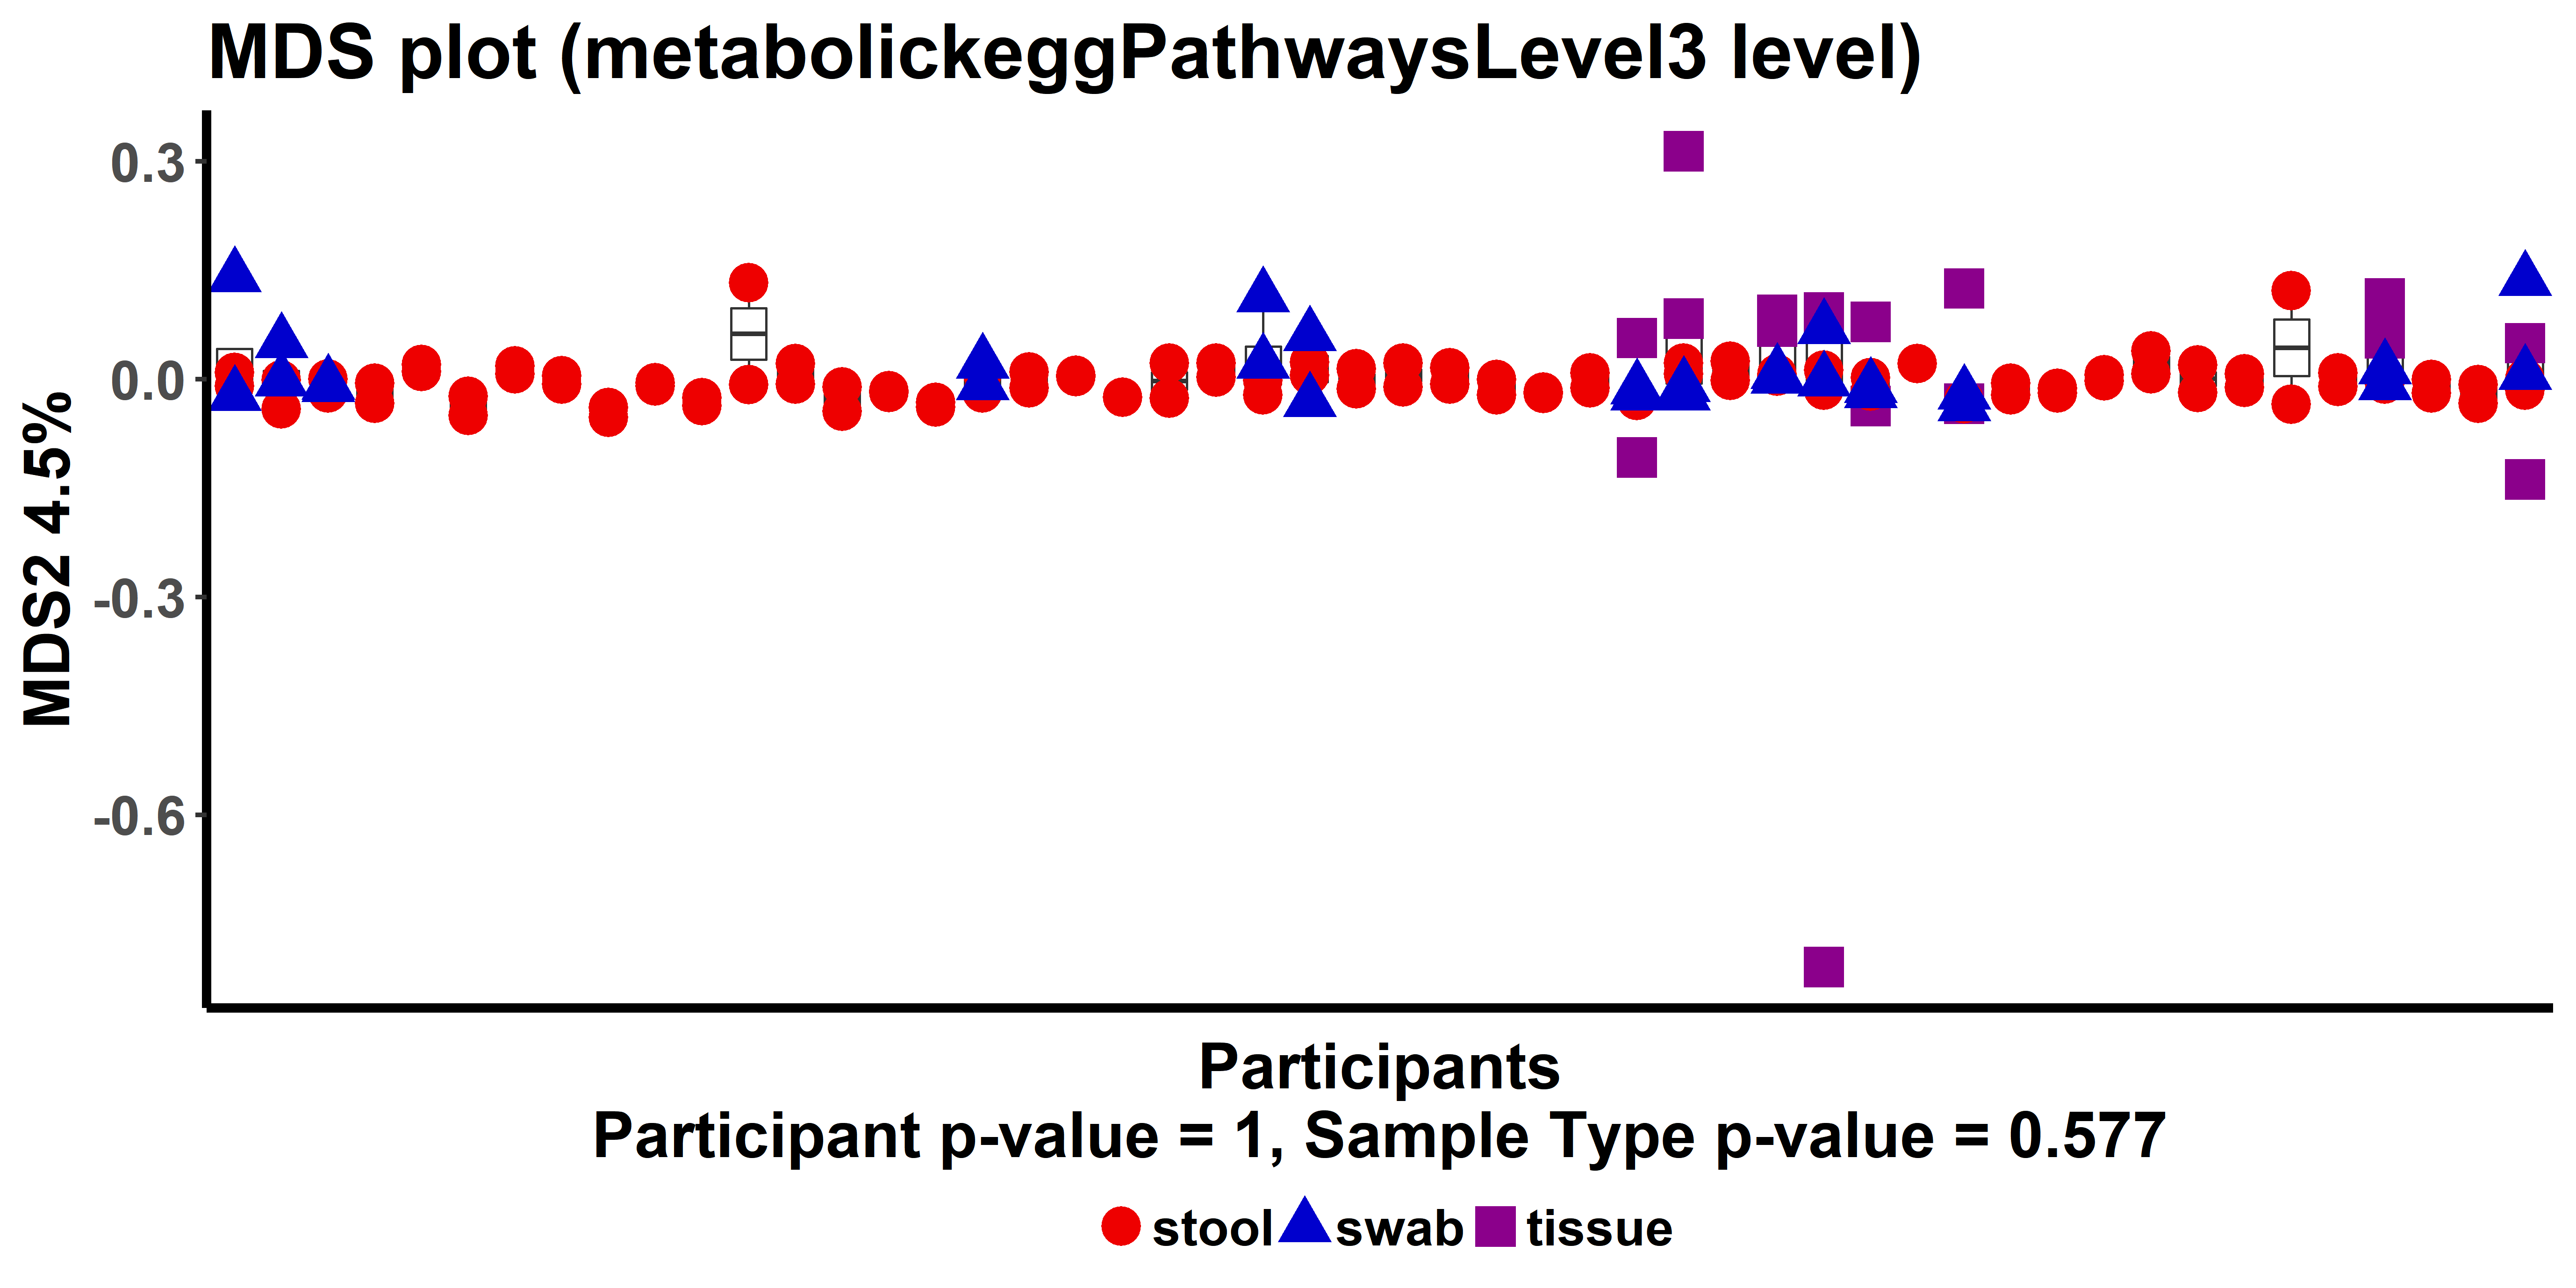 MDS plot (metabolickeggPathwaysLevel3 level)
0.3
0.0
-0.3
-0.6
MDS2 4.5%
Participants
Participant p-value = 1, Sample Type p-value = 0.577
stool swab tissue